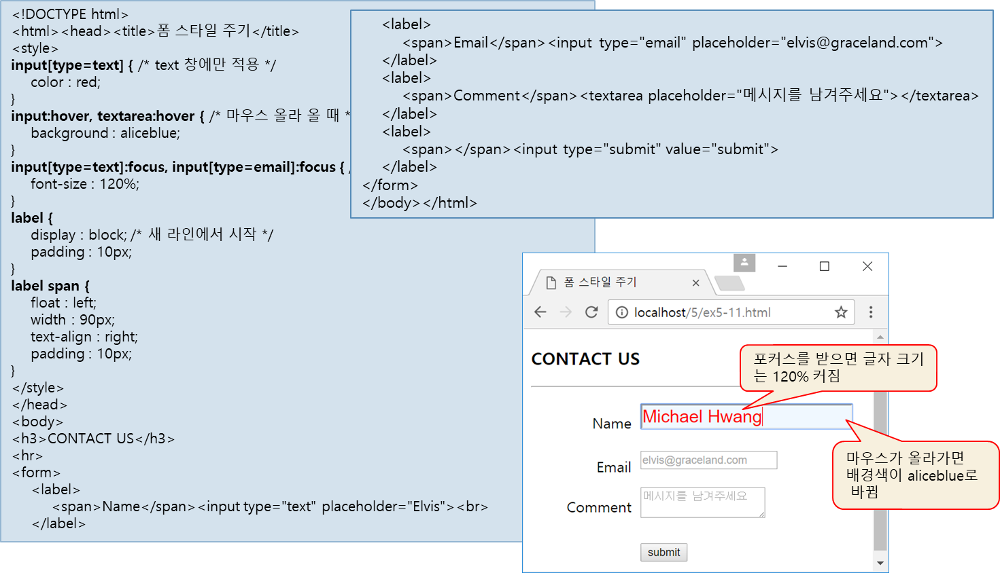 <!DOCTYPE html>
<html><head><title>폼 스타일 주기</title>
<style>
input[type=text] { /* text 창에만 적용 */
color : red;
}
input:hover, textarea:hover { /* 마우스 올라 올 때 *
background : aliceblue;
}
input[type=text]:focus, input[type=email]:focus { /
font-size : 120%;
}
label {
display : block; /* 새 라인에서 시작 */
padding : 10px;
}
label span {
float : left;
width : 90px;
text-align : right;
padding : 10px;
}
</style>
</head>
<body>
<h3>CONTACT US</h3>
<hr>
<form>
<label>
<span>Name</span><input type="text" placeholder="Elvis"><br>
</label>
<label>
<span>Email</span><input type="email" placeholder="elvis@graceland.com">
</label>
<label>
<span>Comment</span><textarea placeholder="메시지를 남겨주세요"></textarea>
</label>
<label>
<span></span><input type="submit" value="submit">
</label>
</form>
</body></html>
폼 스타일 주기
localhost/5/ex5-11.html
CONTACT US
포커스를 받으면 글자 크기
는 120% 커짐
Name Michael Hwang
마우스가 올라가면
배경색이 aliceblue로
바뀜
Email elvis@graceland.com
Comment 메시지를 남겨주세요
submit